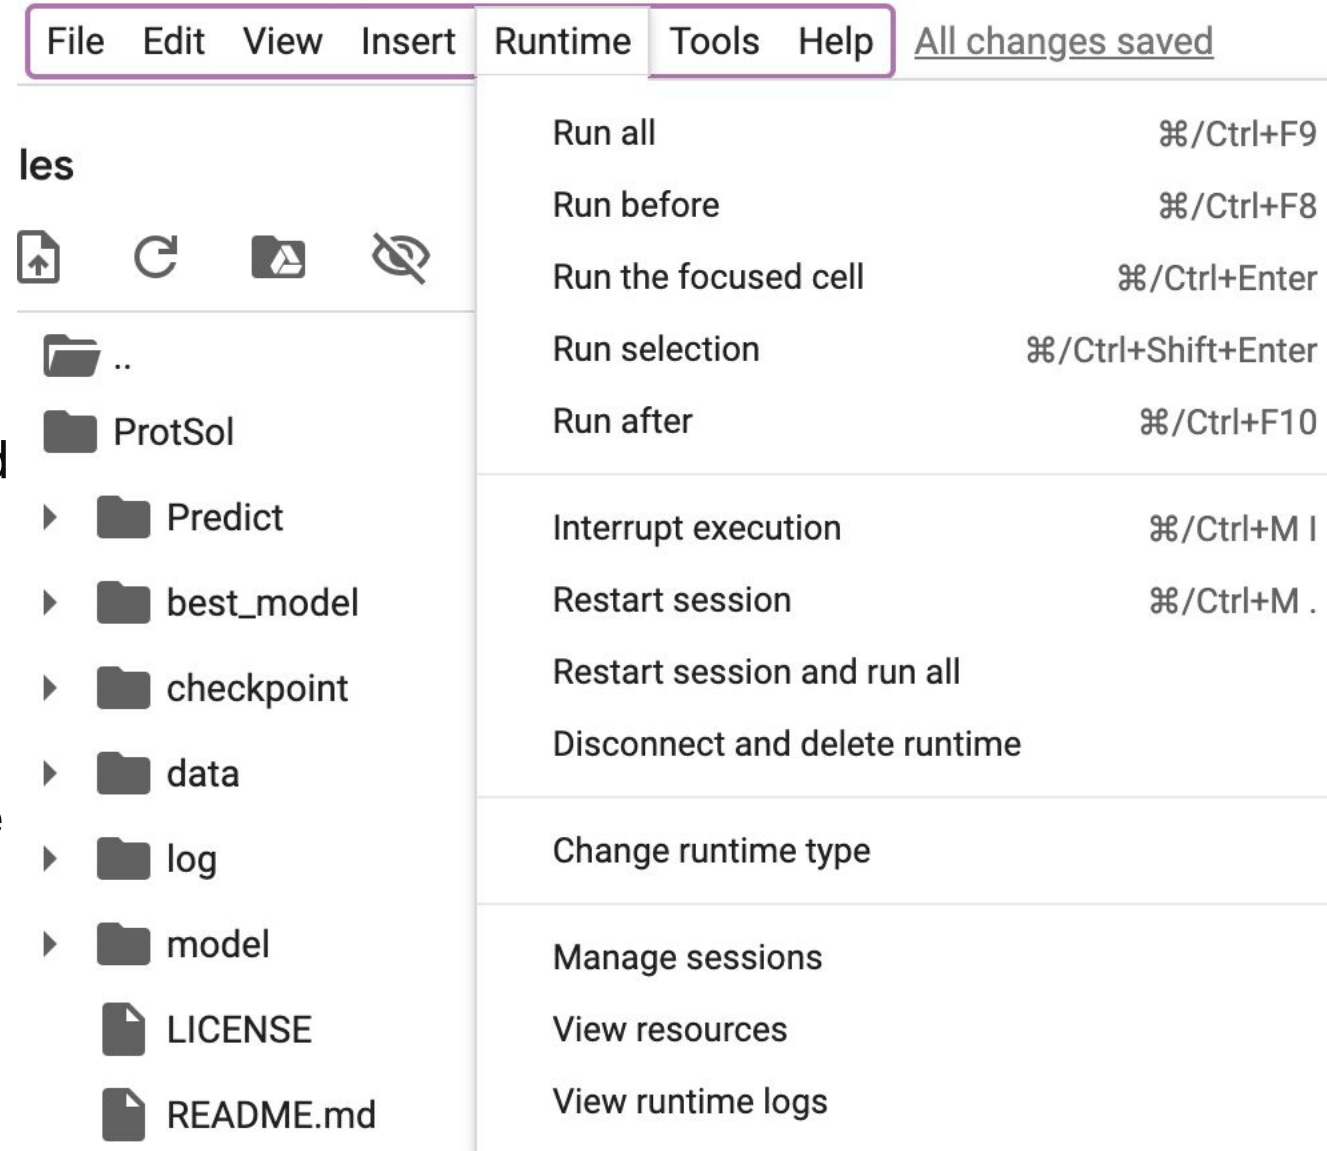 File Edit View Insert Runtime Tools Help All changes saved
les
..
ProtSol
Predict
best_model
checkpoint
data
log
model
LICENSE
README.md
Run all ⌘/Ctrl+F9
Run before ⌘/Ctrl+F8
Run the focused cell ⌘/Ctrl+Enter
Run selection ⌘/Ctrl+Shift+Enter
Run after ⌘/Ctrl+F10
Interrupt execution ⌘/Ctrl+M I
Restart session ⌘/Ctrl+M .
Restart session and run all
Disconnect and delete runtime
Change runtime type
Manage sessions
View resources
View runtime logs